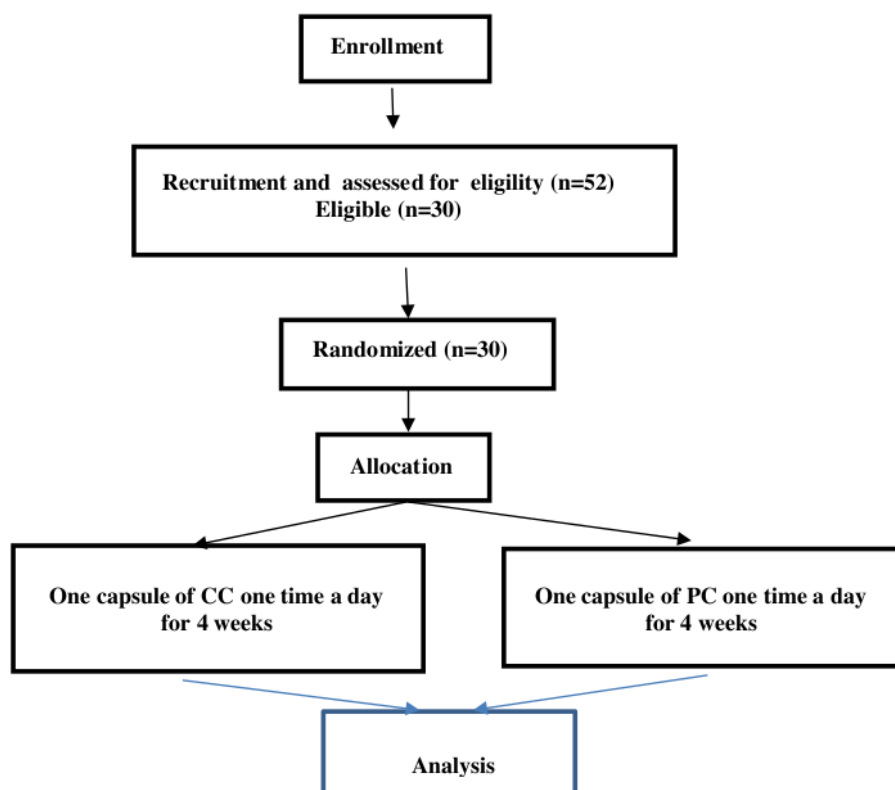 Enrollment
Recruitment and assessed for eligility (n=52)
Eligible (n=30)
Randomized (n=30)
Allocation
One capsule of CC one time a day
for 4 weeks
One capsule of PC one time a day
for 4 weeks
Analysis